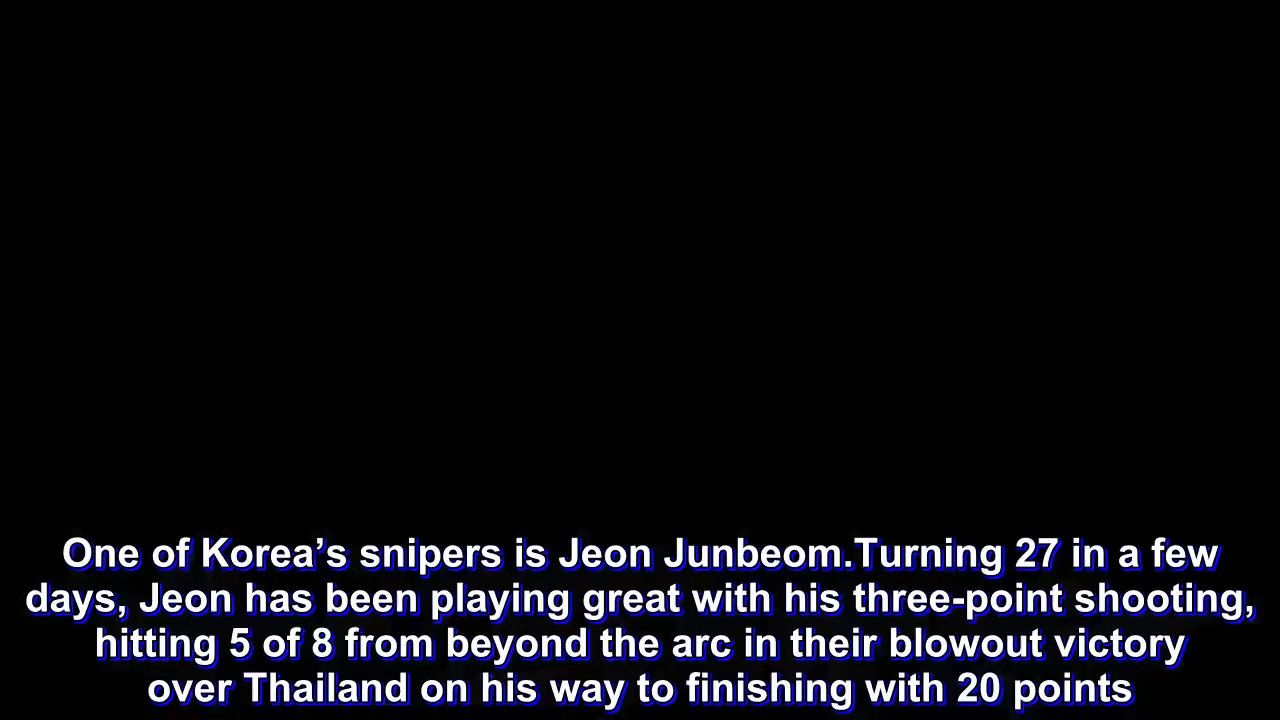 One of Korea’s snipers is Jeon Junbeom.Turning 27 in a few
days, Jeon has been playing great with his three-point shooting,
hitting 5 of 8 from beyond the arc in their blowout victory
over Thailand on his way to finishing with 20 points